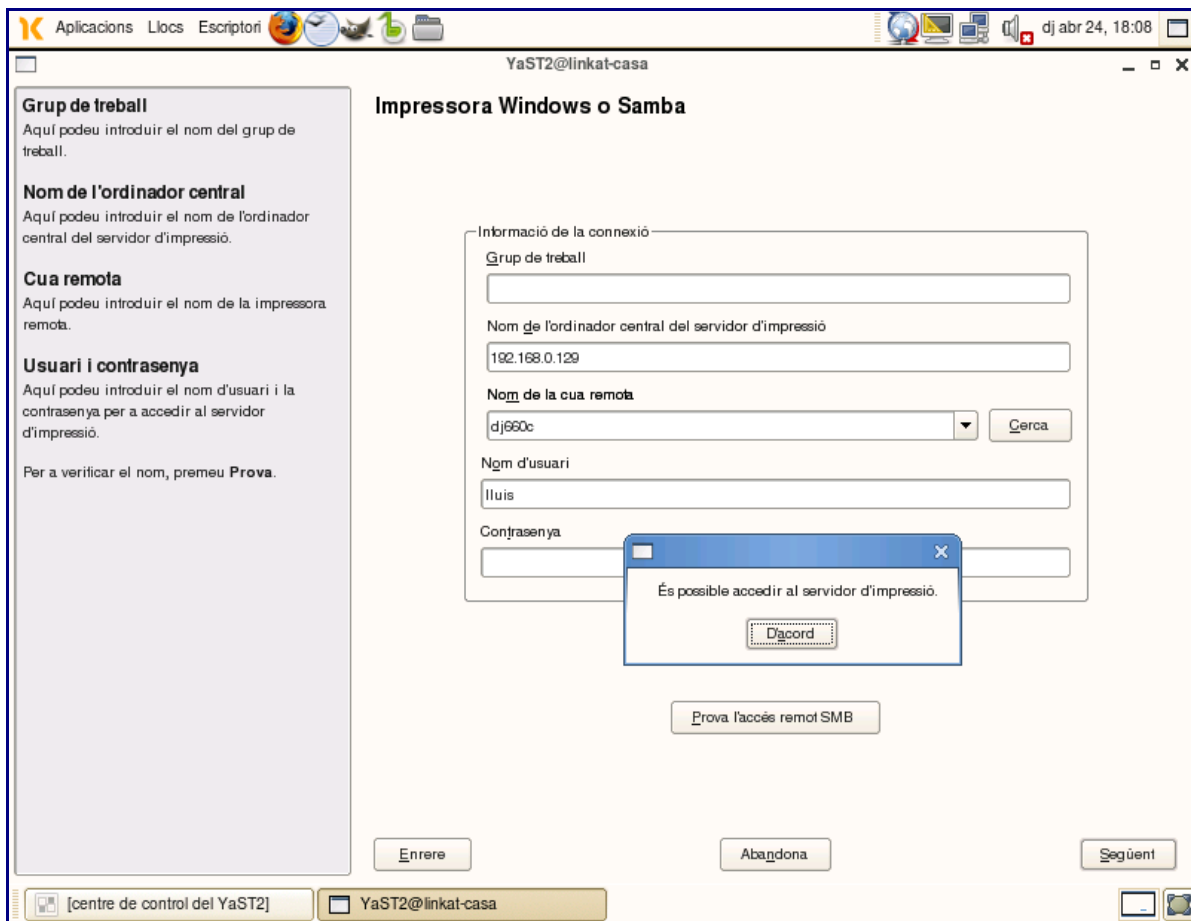 Aplicacions Llocs Escriptori
dj abr 24, 18:08
YaST2@linkat-casa
Grup de treball
Aquí podeu introduir el nom del grup de
treball.
Nom de l'ordinador central
Aquí podeu introduir el nom de l'ordinador
central del servidor d'impressió.
Cua remota
Aquí podeu introduir el nom de la impressora
remota.
Usuari i contrasenya
Aquí podeu introduir el nom d'usuari i la
contrasenya per a accedir al servidor
d'impressió.
Per a verificar el nom, premeu Prova.
Impressora Windows o Samba
Informació de la connexió
Grup de treball
Nom de l'ordinador central del servidor d'impressió
192.168.0.129
Nom de la cua remota
dj660c
Cerca
Nom d'usuari
lluis
Contrasenya
És possible accedir al servidor d'impressió.
D'acord
Prova l'accés remot SMB
Enrere
Abandona
Següent
[centre de control del YaST2]
YaST2@linkat-casa